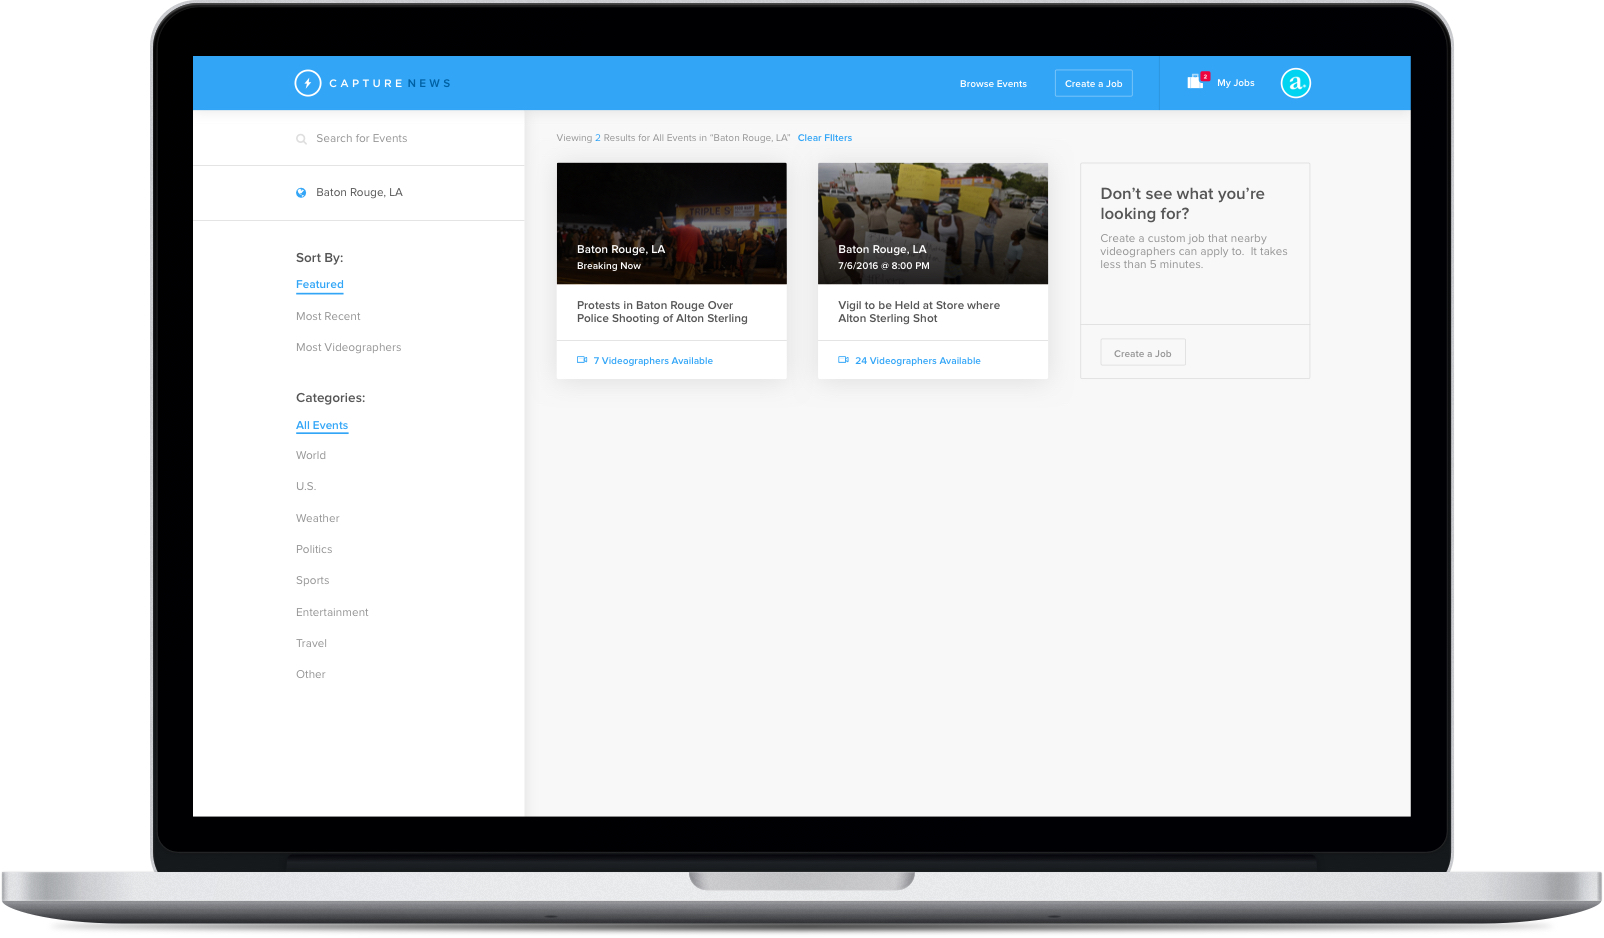 CAPTURE NEWS
Browse Events
Create a Job
2
My Jobs
a.
Search for Events
Baton Rouge, LA
Sort By:
Featured
Most Recent
Most Videographers
Categories:
All Events
World
U.S.
Weather
Politics
Sports
Entertainment
Travel
Other
Viewing 2 Results for All Events in "Baton Rouge, LA" Clear Filters
TRIPLE S
Baton Rouge, LA
Breaking Now
Protests in Baton Rouge Over
Police Shooting of Alton Sterling
7 Videographers Available
Baton Rouge, LA
7/6/2016 @ 8:00 PM
Vigil to be Held at Store where
Alton Sterling Shot
24 Videographers Available
Don't see what you're
looking for?
Create a custom job that nearby
videographers can apply to. It takes
less than 5 minutes.
Create a Job